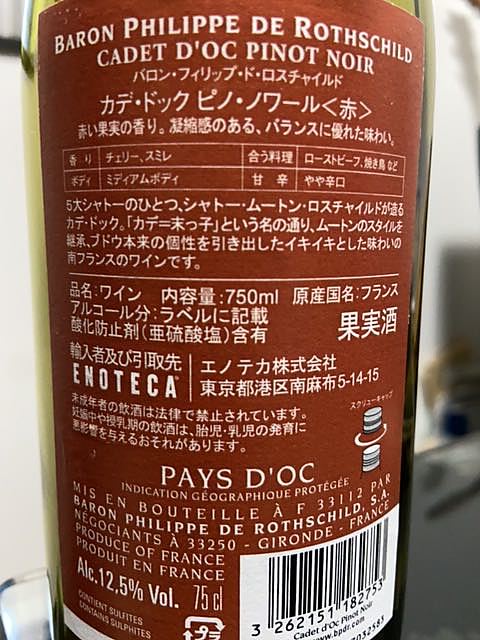 BARON PHILIPPE DE ROTHSCHILD
CADET D'OC PINOT NOIR
バロン・フィリップ・ド・ロスチャイルド
カデ・ドック ピノ・ノワール＜赤＞
赤い果実の香り。凝縮感のある、バランスに優れた味わい。
香り チェリー、スミレ 合う料理 ローストビーフ、焼き鳥 など
ボディ ミディアムボディ 甘辛 やや辛口
5大シャトーのひとつ、シャトー・ムートン・ロスチャイルドが造る
カデ・ドック。「カデ=末っ子」という名の通り、ムートンのスタイルを
継承、ブドウ本来の個性を引き出したイキイキとした味わいの
南フランスのワインです。
品名:ワイン 内容量:750ml 原産国名:フランス
アルコール分:ラベルに記載
酸化防止剤(亜硫酸塩)含有 果実酒
輸入者及び引取先 エノテカ株式会社
ENOTECA 東京都港区南麻布5-14-15
未成年者の飲酒は法律で禁止されています。
妊娠中や授乳期の飲酒は、胎児・乳児の発育に
悪影響を与えるおそれがあります。
スクリューキャップ
PAYS D'OC
INDICATION GÉOGRAPHIQUE PROTÉGÉE
MIS EN BOUTEILLE À F 33112 PAR
BARON PHILIPPE DE ROTHSCHILD, S.A.
NÉGOCIANTS À 33250 - GIRONDE - FRANCE
PRODUCE OF FRANCE
PRODUIT EN FRANCE
Alc.12,5% Vol. 75 cl
CONTIENT SULFITES
CONTAINS SULPHITES
3 262151 182753
Cadet d'Oc Pinot Noir
www.bpdr.com